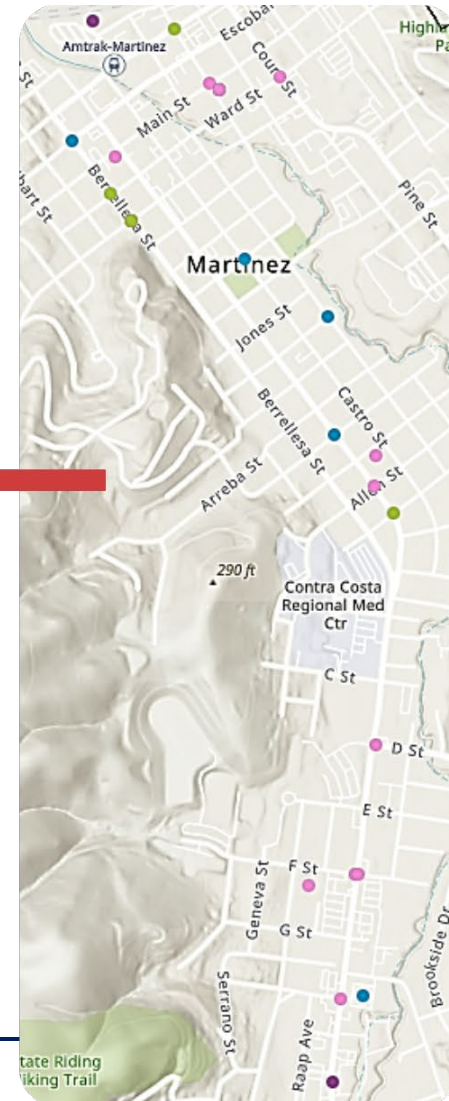 Escobar
Highla
Pa
Amtrak-Martinez
Court St
Main St
Ward St
St
Berrellesa St
hart St
Pine St
Martinez
Jones St
Castro St
Berrellesa St
Arreba St
Allen St
290 ft
Contra Costa
Regional Med
Ctr
C St
D St
E St
F St
Geneva St
G St
Brookside Dr
Serrano St
Raap Ave
tate Riding
iking Trail